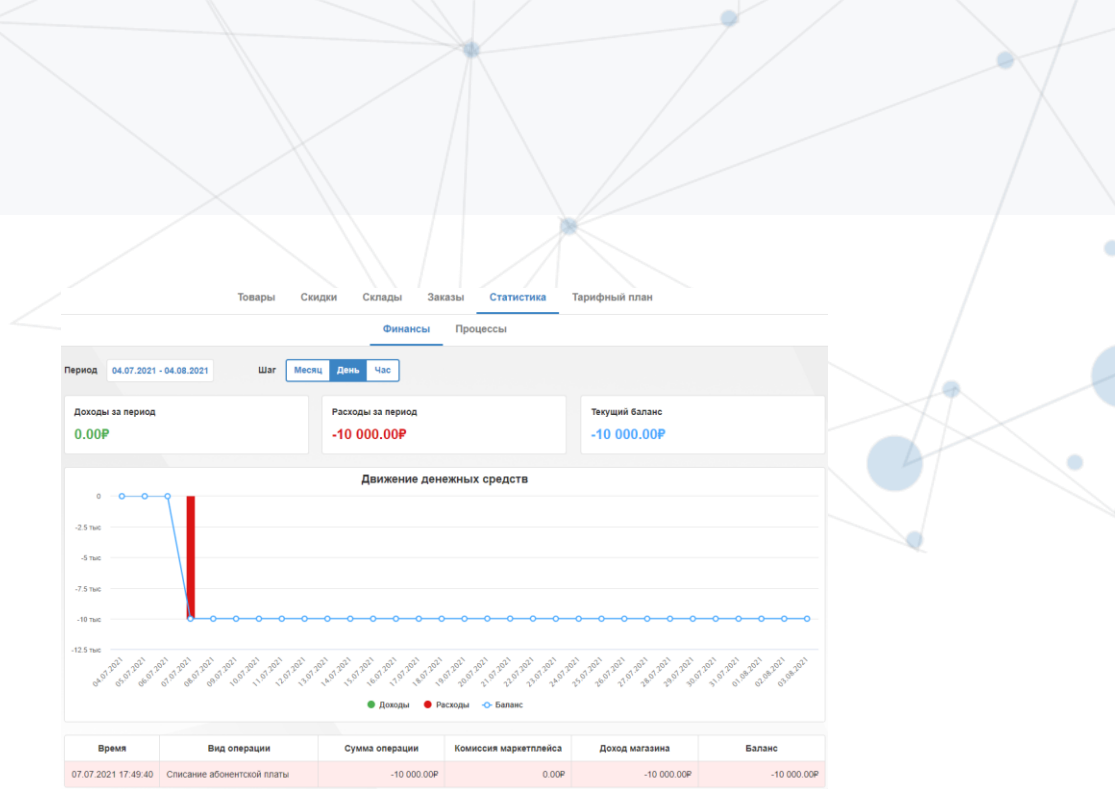 Товары Скидки Склады Заказы Статистика Тарифный план
Финансы Процессы
Период 04.07.2021 - 04.08.2021 Шаг Месяц День Час
Доходы за период Расходы за период Текущий баланс
0.00₽ -10 000.00₽ -10 000.00₽
Движение денежных средств
0
-2.5 тыс
-5 тыс
-7.5 тыс
-10 тыс
-12.5 тыс
04.07.2021 05.07.2021 06.07.2021 07.07.2021 08.07.2021 09.07.2021 10.07.2021 11.07.2021 12.07.2021 13.07.2021 14.07.2021 15.07.2021 16.07.2021 17.07.2021 18.07.2021 19.07.2021 20.07.2021 21.07.2021 22.07.2021 23.07.2021 24.07.2021 25.07.2021 26.07.2021 27.07.2021 28.07.2021 29.07.2021 30.07.2021 31.07.2021 01.08.2021 02.08.2021 03.08.2021
Доходы Расходы Баланс
Время Вид операции Сумма операции Комиссия маркетплейса Доход магазина Баланс
07.07.2021 17:49:40 Списание абонентской платы -10 000.00₽ 0.00₽ -10 000.00₽ -10 000.00₽